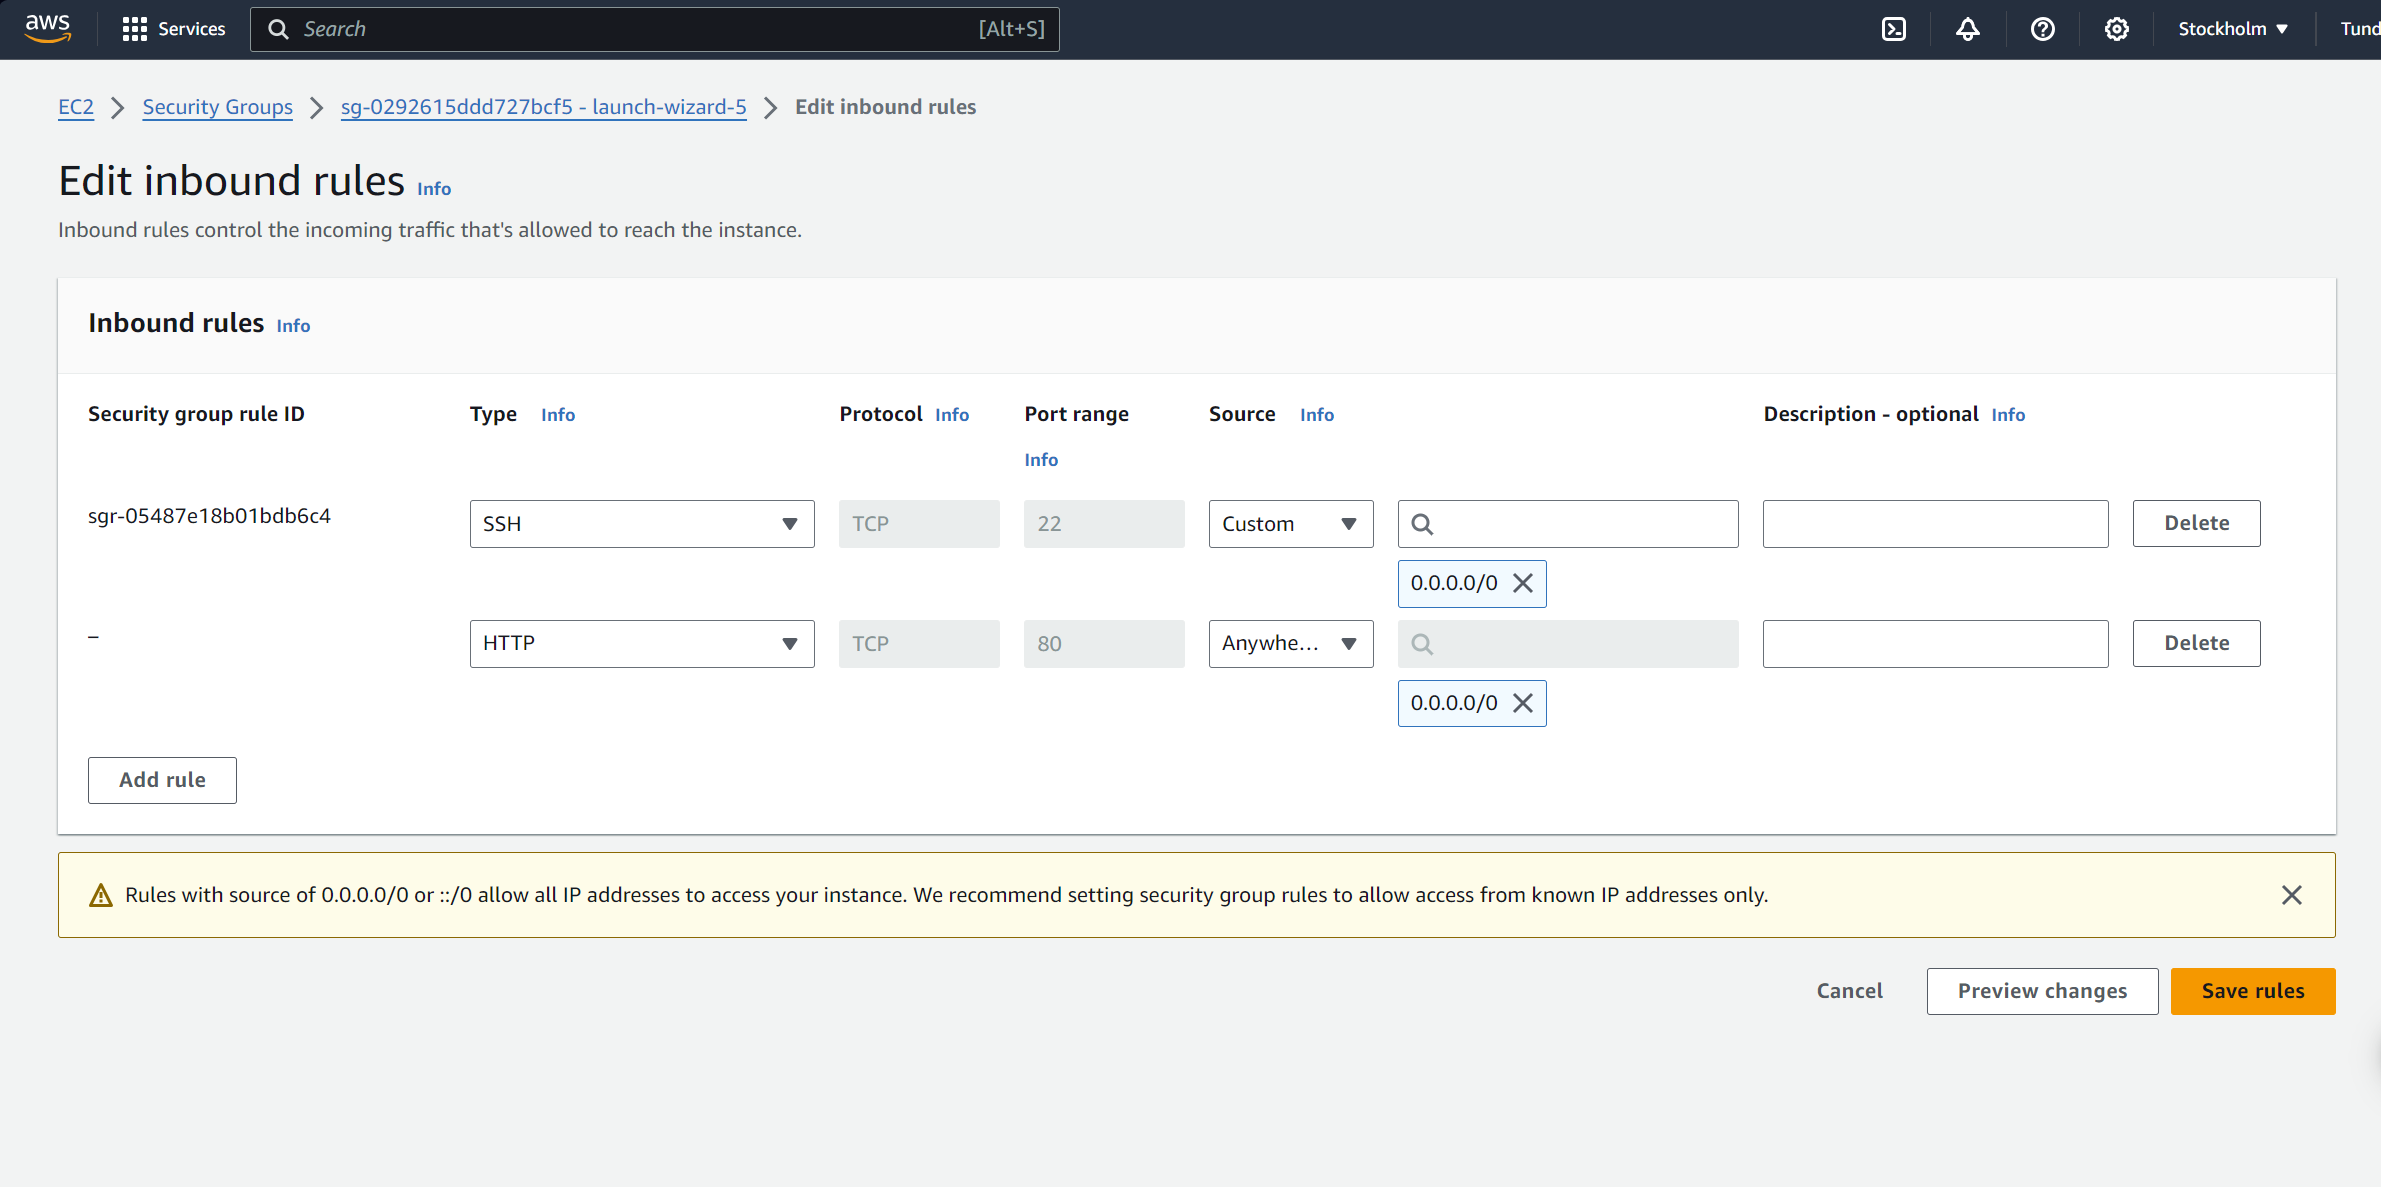 aws Services Search [Alt+S] Stockholm Tund
EC2 Security Groups sg-0292615ddd727bcf5 - launch-wizard-5 Edit inbound rules
Edit inbound rules Info
Inbound rules control the incoming traffic that's allowed to reach the instance.
Inbound rules Info
Security group rule ID Type Info Protocol Info Port range Source Info Description - optional Info
Info
sgr-05487e18b01bdb6c4 SSH TCP 22 Custom Delete
0.0.0.0/0
– HTTP TCP 80 Anywhe... Delete
0.0.0.0/0
Add rule
Rules with source of 0.0.0.0/0 or ::/0 allow all IP addresses to access your instance. We recommend setting security group rules to allow access from known IP addresses only.
Cancel Preview changes Save rules